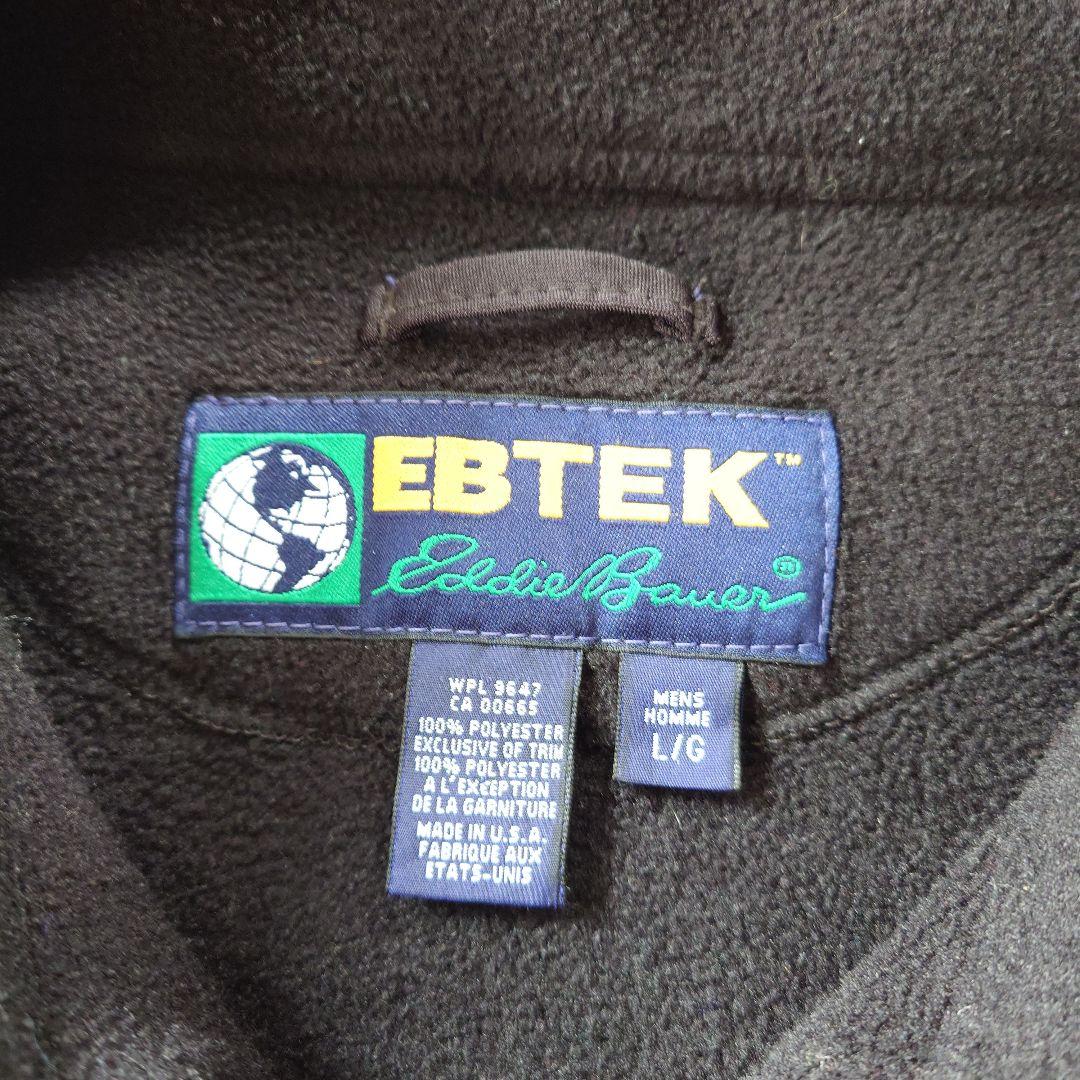 EBTEK™
Eddie Bauer®
WPL 9647
CA 00665
100% POLYESTER
EXCLUSIVE OF TRIM
100% POLYESTER
A L'EXCEPTION
DE LA GARNITURE
MADE IN U.S.A.
FABRIQUE AUX
ETATS-UNIS
MENS
HOMME
L/G